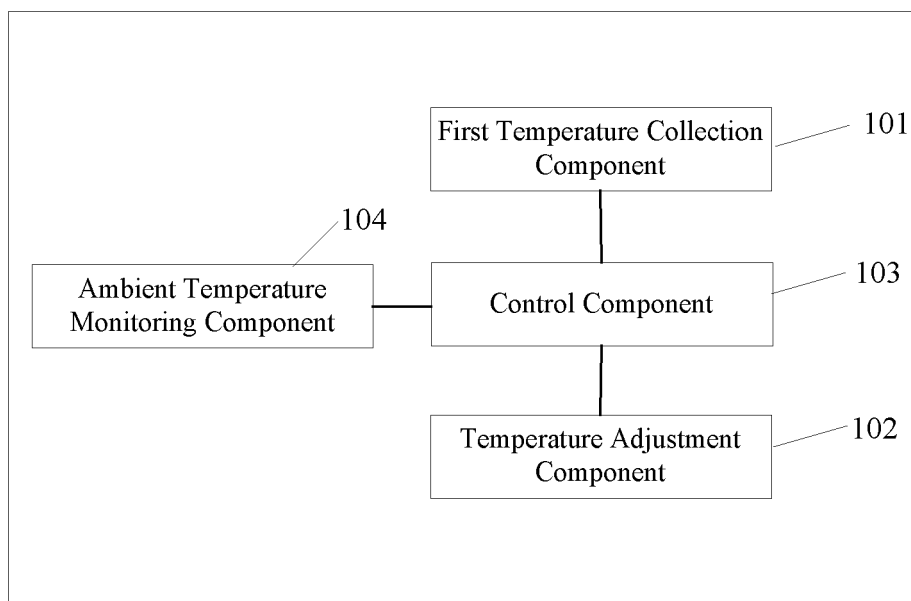 First Temperature Collection
Component
101
104
Ambient Temperature
Monitoring Component
Control Component
103
Temperature Adjustment
Component
102